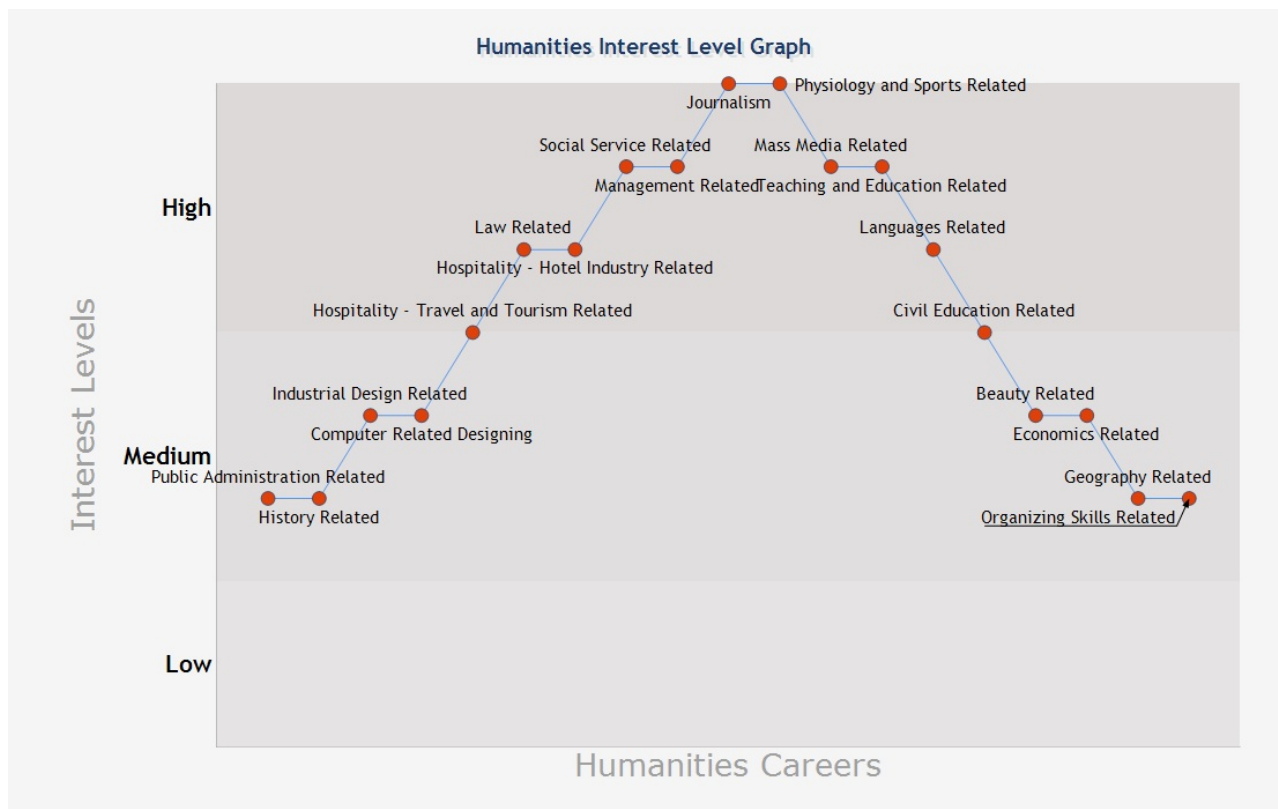 Humanities Interest Level Graph
Physiology and Sports Related
Journalism
Social Service Related
Mass Media Related
Management Related
Teaching and Education Related
High
Law Related
Languages Related
Hospitality - Hotel Industry Related
Hospitality - Travel and Tourism Related
Civil Education Related
Interest Levels
Industrial Design Related
Beauty Related
Computer Related Designing
Economics Related
Medium
Public Administration Related
Geography Related
History Related
Organizing Skills Related
Low
Humanities Careers